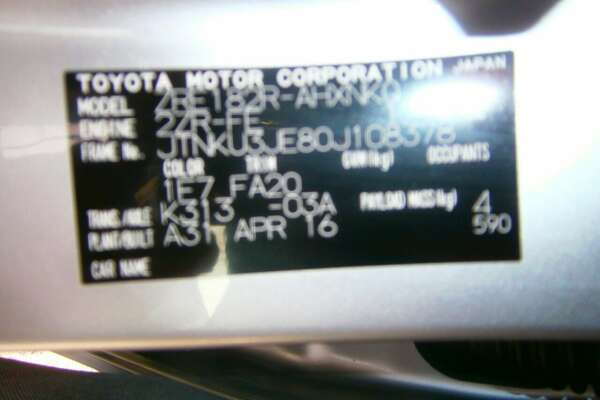 TOYOTA MOTOR CORPORATION JAPAN
MODEL ZRE182R-AHXNK
ENGINE 2ZR-FE
FRAME No. JTNKU3JE80J108378
COLOR TRIM GVM(kg) OCCUPANTS
1E7 FA20 4
TRANS/AXLE K313 -03A PAYLOAD MASS(kg) 590
PLANT/BUILT A31 APR 16
CAR NAME